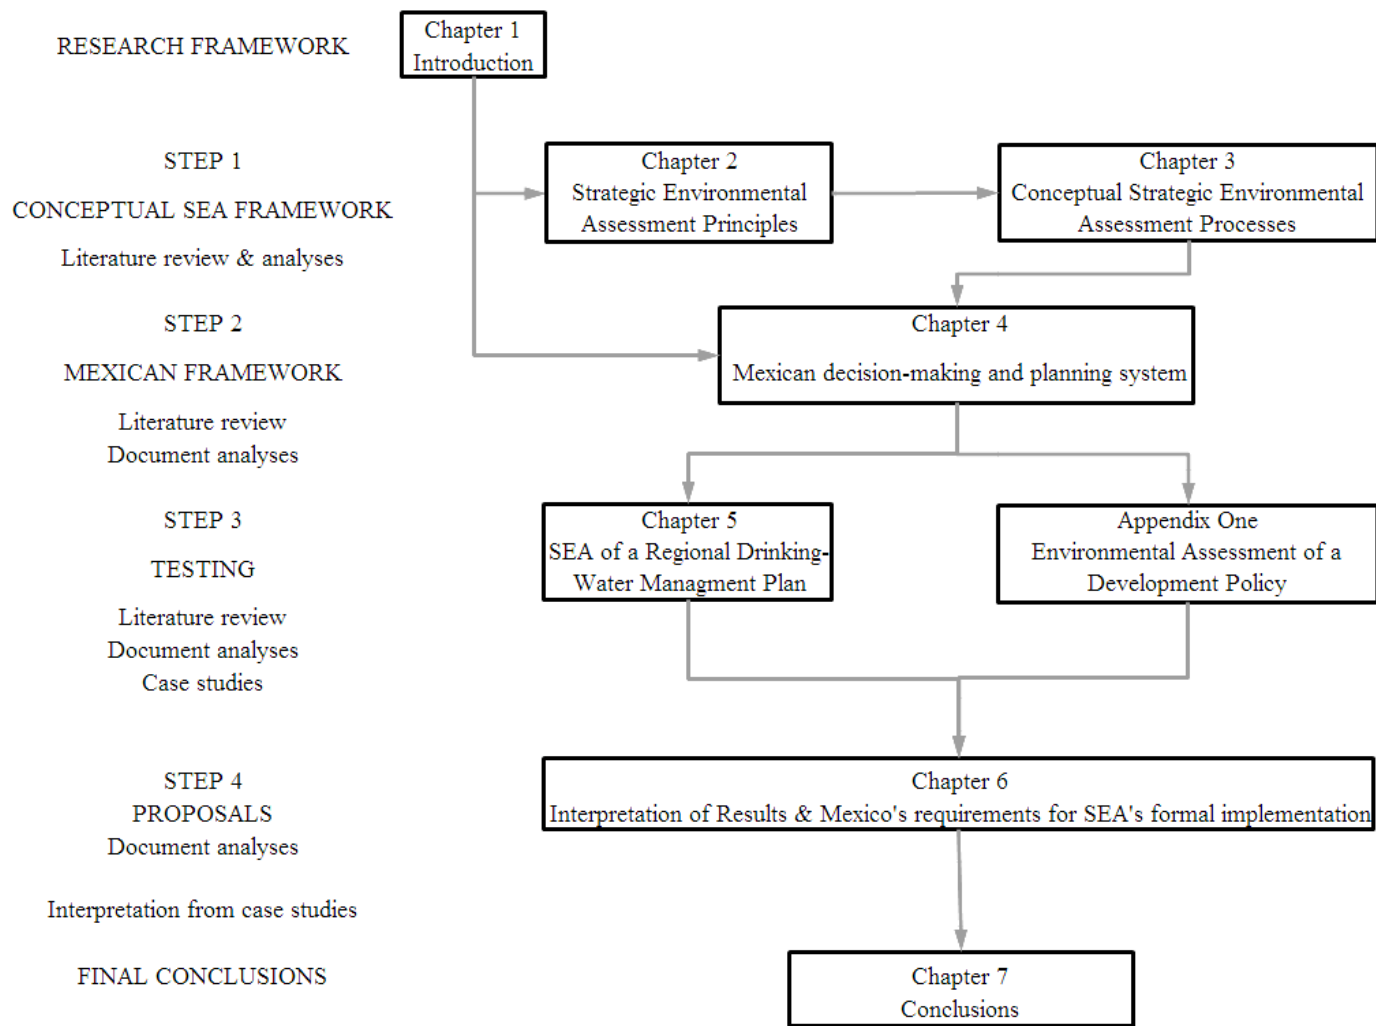 RESEARCH FRAMEWORK
Chapter 1
Introduction
STEP 1
CONCEPTUAL SEA FRAMEWORK
Literature review & analyses
Chapter 2
Strategic Environmental
Assessment Principles
Chapter 3
Conceptual Strategic Environmental
Assessment Processes
STEP 2
MEXICAN FRAMEWORK
Literature review
Document analyses
Chapter 4
Mexican decision-making and planning system
STEP 3
TESTING
Literature review
Document analyses
Case studies
Chapter 5
SEA of a Regional Drinking-
Water Managment Plan
Appendix One
Environmental Assessment of a
Development Policy
STEP 4
PROPOSALS
Document analyses
Interpretation from case studies
Chapter 6
Interpretation of Results & Mexico's requirements for SEA's formal implementation
FINAL CONCLUSIONS
Chapter 7
Conclusions